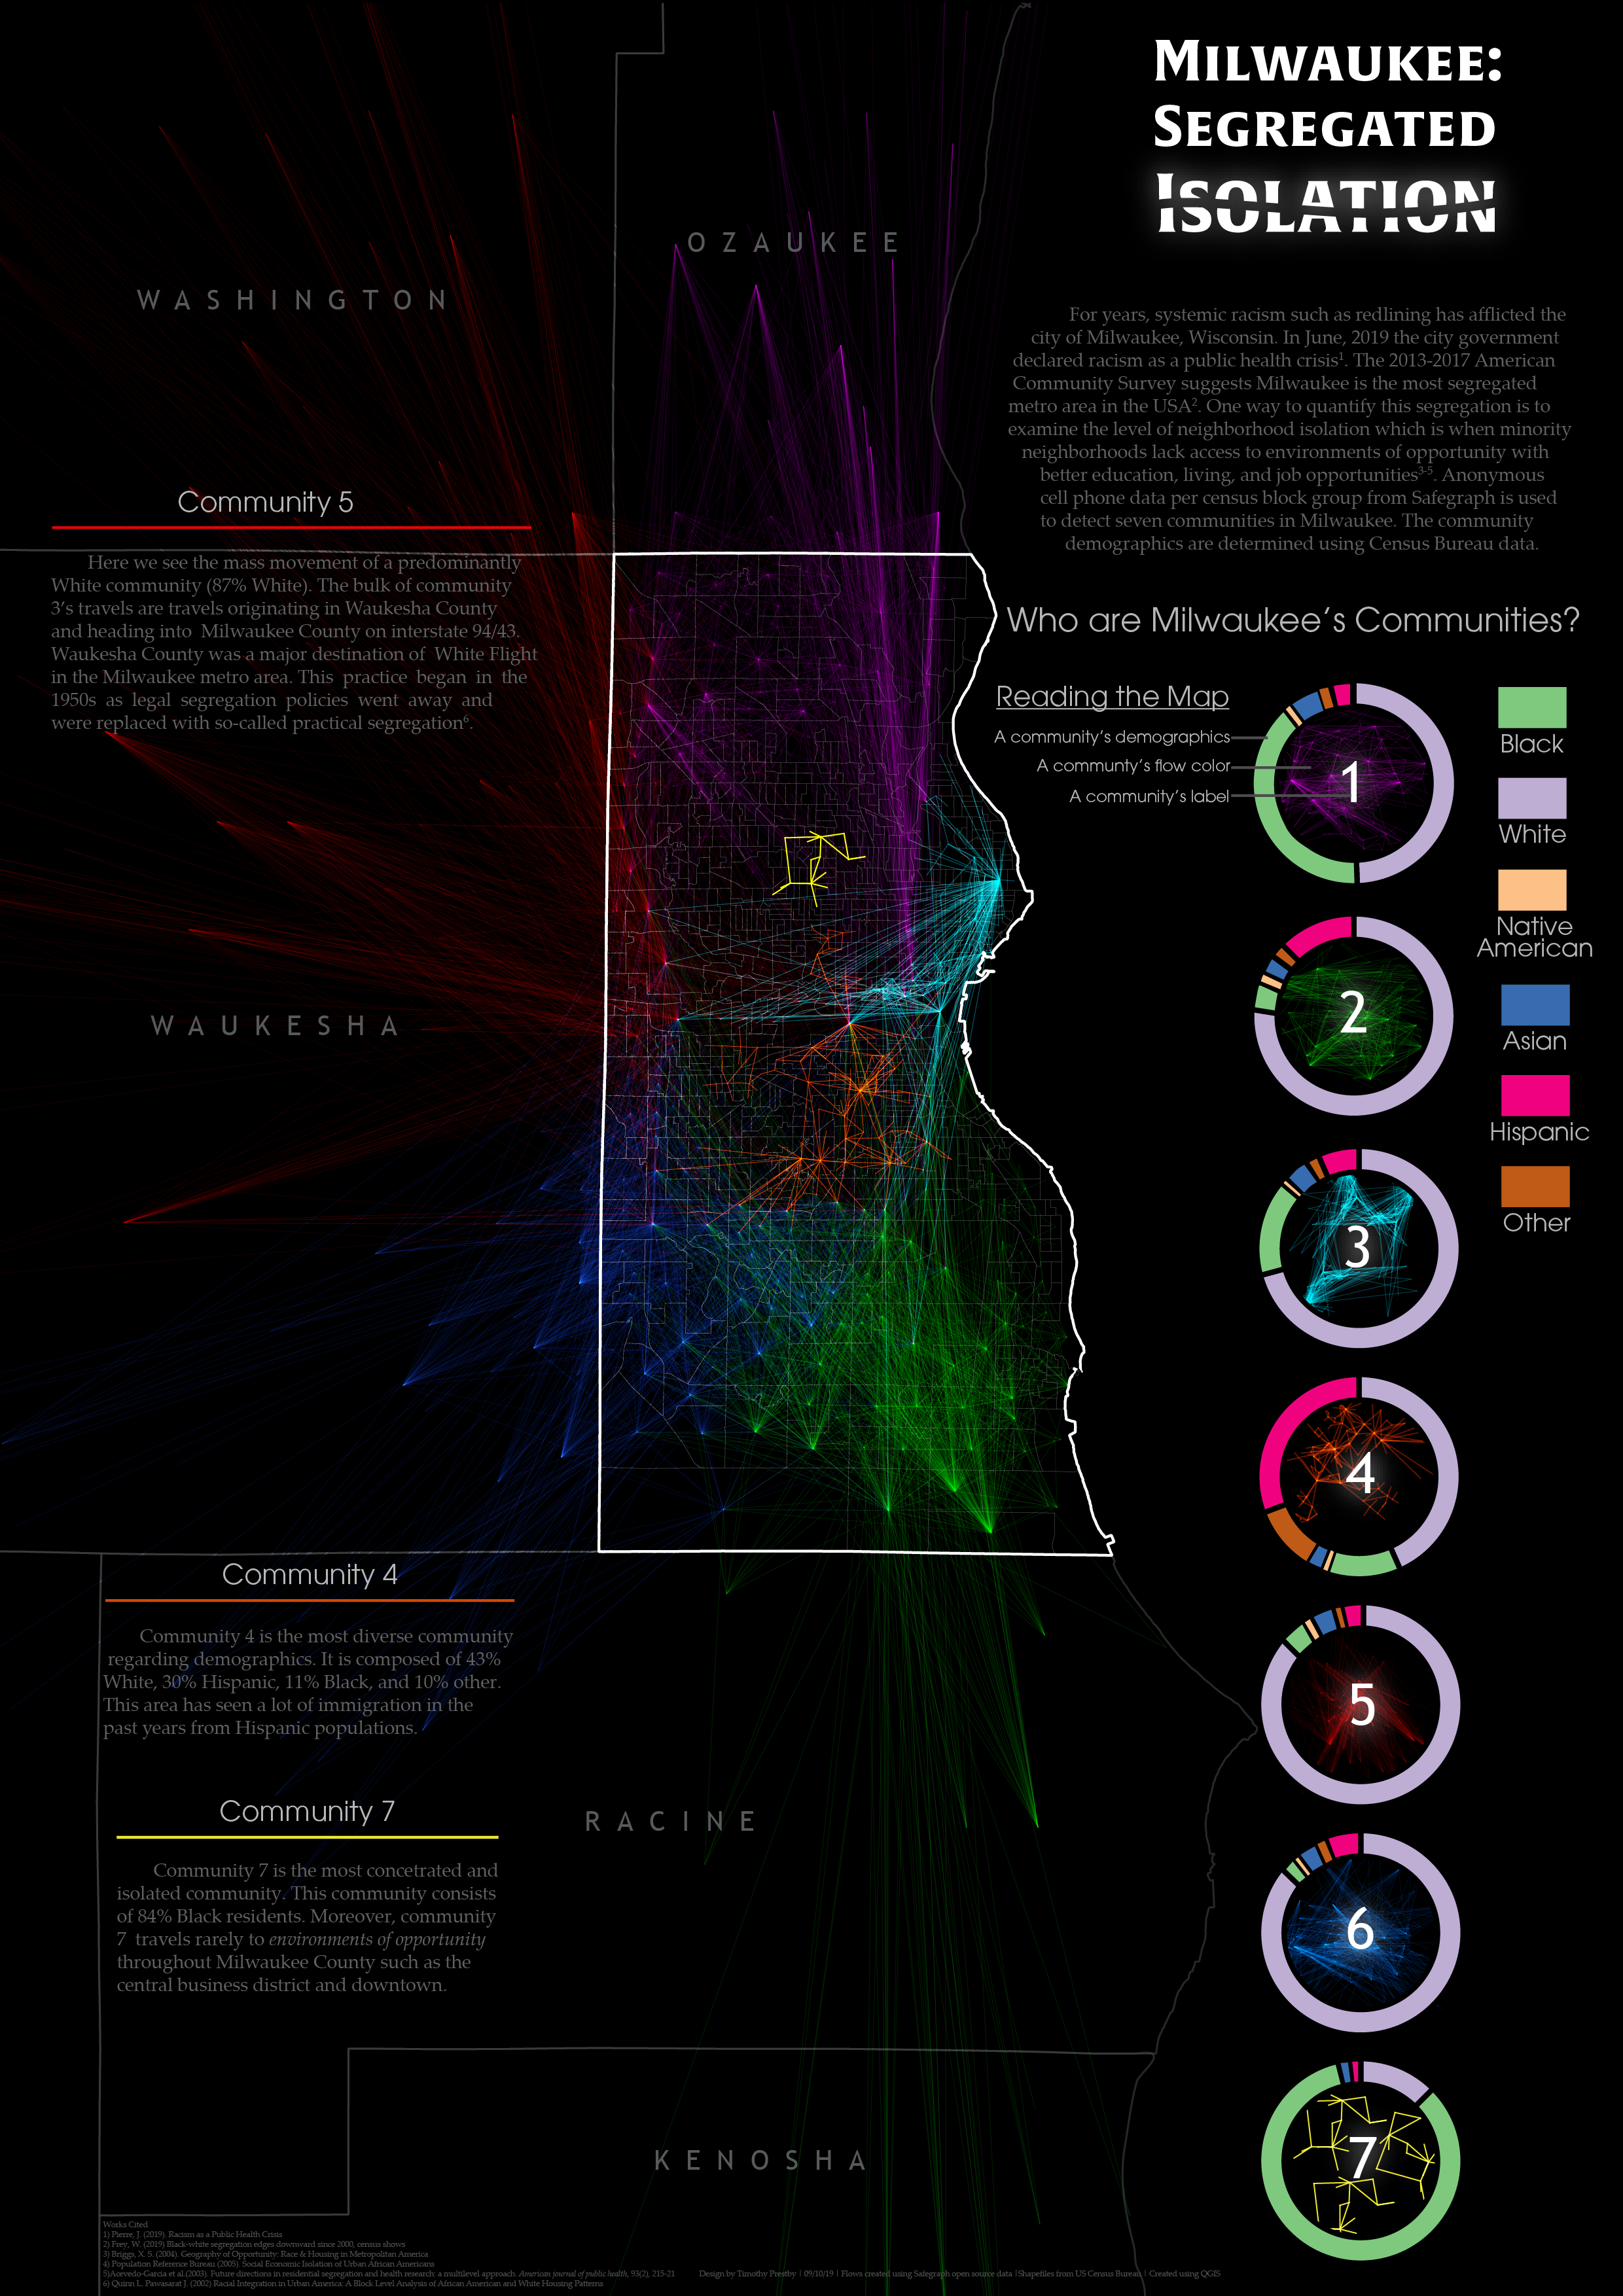 MILWAUKEE:
SEGREGATED
ISOLATION
For years, systemic racism such as redlining has afflicted the
city of Milwaukee, Wisconsin. In June, 2019 the city government
declared racism as a public health crisis¹. The 2013-2017 American
Community Survey suggests Milwaukee is the most segregated
metro area in the USA². One way to quantify this segregation is to
examine the level of neighborhood isolation which is when minority
neighborhoods lack access to environments of opportunity with
better education, living, and job opportunities³⁻⁵. Anonymous
cell phone data per census block group from Safegraph is used
to detect seven communities in Milwaukee. The community
demographics are determined using Census Bureau data.
OZAUKEE
WASHINGTON
Community 5
Here we see the mass movement of a predominantly
White community (87% White). The bulk of community
3's travels are travels originating in Waukesha County
and heading into Milwaukee County on interstate 94/43.
Waukesha County was a major destination of White Flight
in the Milwaukee metro area. This practice began in the
1950s as legal segregation policies went away and
were replaced with so-called practical segregation⁶.
Who are Milwaukee's Communities?
Reading the Map
A community's demographics
A communty's flow color
A community's label
1
2
3
4
5
6
7
Black
White
Native
American
Asian
Hispanic
Other
WAUKESHA
Community 4
Community 4 is the most diverse community
regarding demographics. It is composed of 43%
White, 30% Hispanic, 11% Black, and 10% other.
This area has seen a lot of immigration in the
past years from Hispanic populations.
Community 7
Community 7 is the most concetrated and
isolated community. This community consists
of 84% Black residents. Moreover, community
7 travels rarely to environments of opportunity
throughout Milwaukee County such as the
central business district and downtown.
RACINE
KENOSHA
Works Cited
1) Pierre, J. (2019). Racism as a Public Health Crisis
2) Frey, W. (2019) Black-white segregation edges downward since 2000, census shows
3) Briggs, X. S. (2004). Geography of Opportunity: Race & Housing in Metropolitan America
4) Population Reference Bureau (2005). Social Economic Isolation of Urban African Americans
5)Acevedo-Garcia et al.(2003). Future directions in residential segregation and health research: a multilevel approach. American journal of public health, 93(2), 215-21
6) Quinn L. Pawasarat J. (2002) Racial Integration in Urban America: A Block Level Analysis of African American and White Housing Patterns
Design by Timothy Prestby | 09/10/19 | Flows created using Safegraph open source data |Shapefiles from US Census Bureau | Created using QGIS